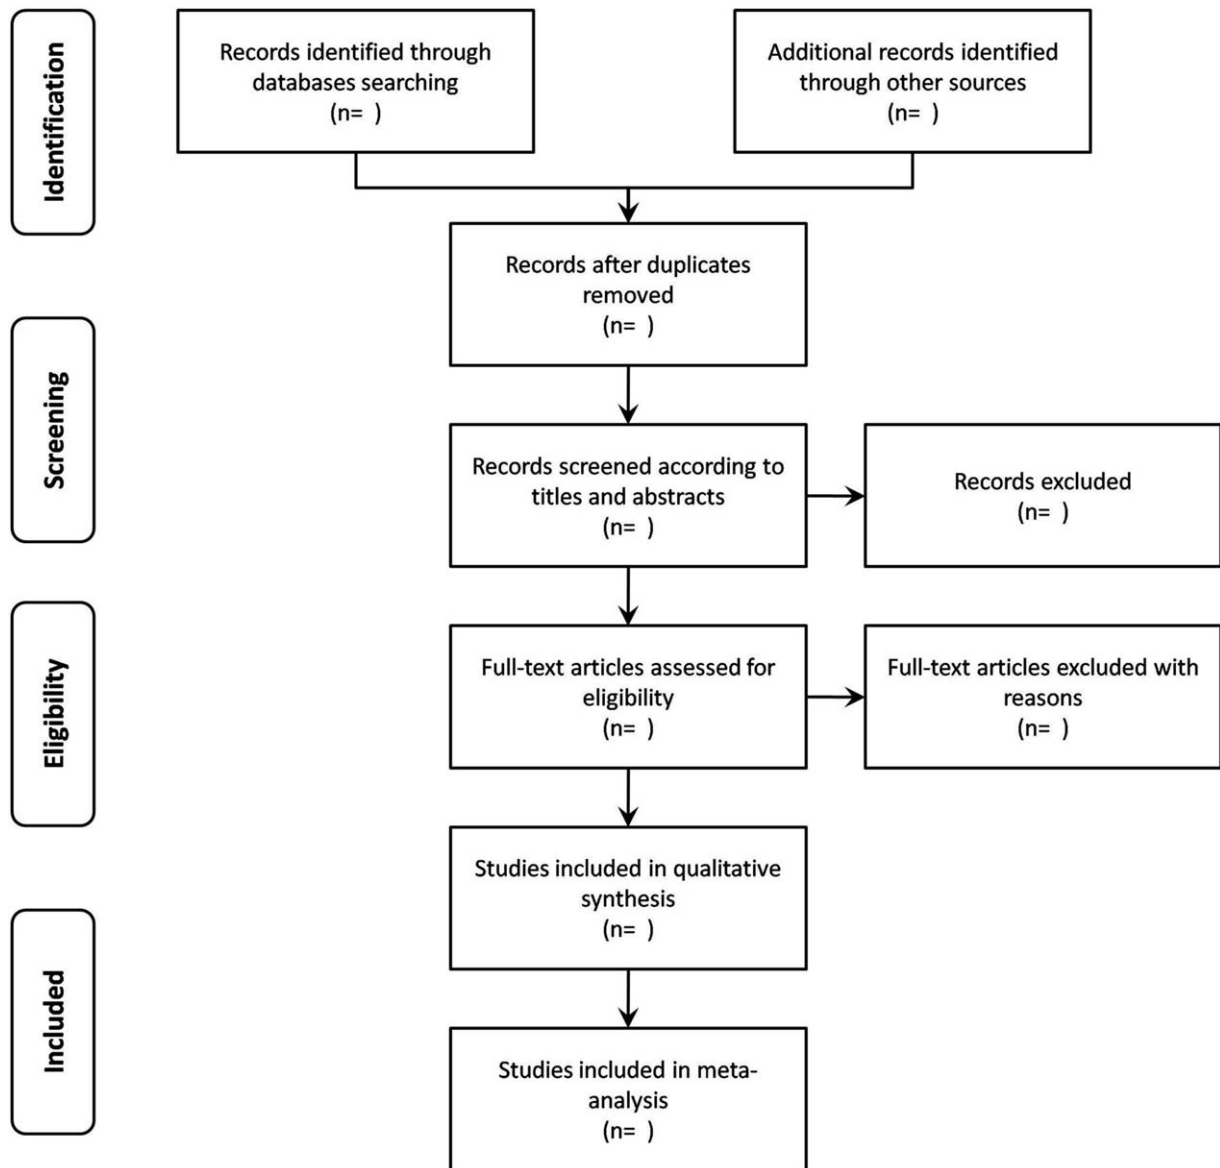 Identification
Records identified through
databases searching
(n=  )
Additional records identified
through other sources
(n=  )
Records after duplicates
removed
(n=  )
Screening
Records screened according to
titles and abstracts
(n=  )
Records excluded
(n=  )
Eligibility
Full-text articles assessed for
eligibility
(n=  )
Full-text articles excluded with
reasons
(n=  )
Included
Studies included in qualitative
synthesis
(n=  )
Studies included in meta-
analysis
(n=  )